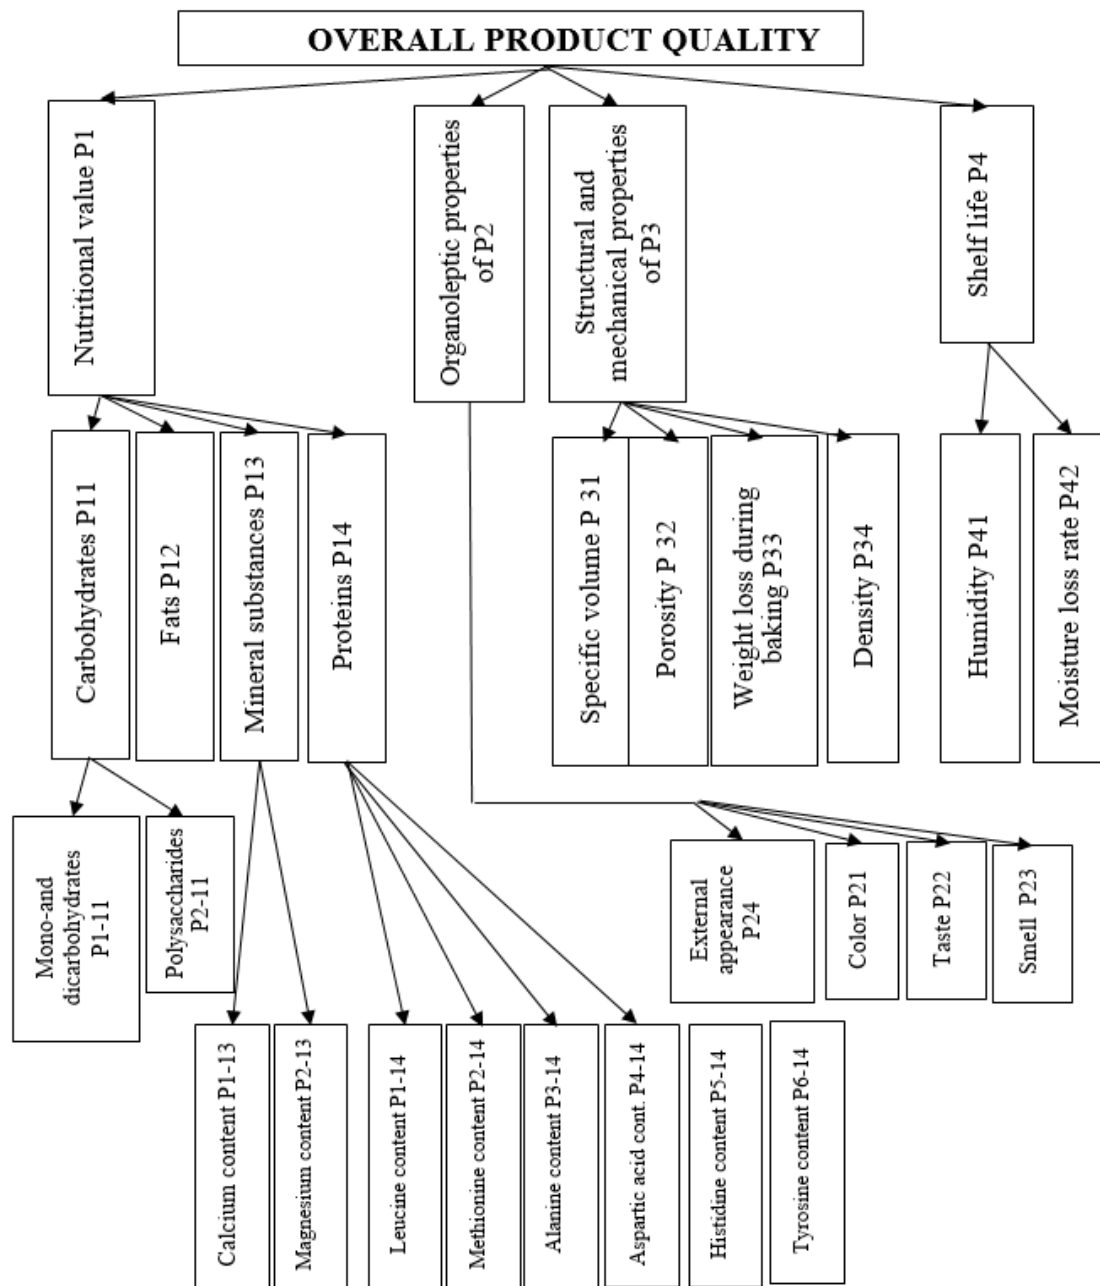 OVERALL PRODUCT QUALITY
Nutritional value P1
Organoleptic properties
of P2
Structural and
mechanical properties
of P3
Shelf life P4
Carbohydrates P11
Fats P12
Mineral substances P13
Proteins P14
Specific volume P 31
Porosity P 32
Weight loss during
baking P33
Density P34
Humidity P41
Moisture loss rate P42
Mono-and
dicarbohydrates
P1-11
Polysaccharides
P2-11
External
appearance
P24
Color P21
Taste P22
Smell P23
Calcium content P1-13
Magnesium content P2-13
Leucine content P1-14
Methionine content P2-14
Alanine content P3-14
Aspartic acid cont. P4-14
Histidine content P5-14
Tyrosine content P6-14